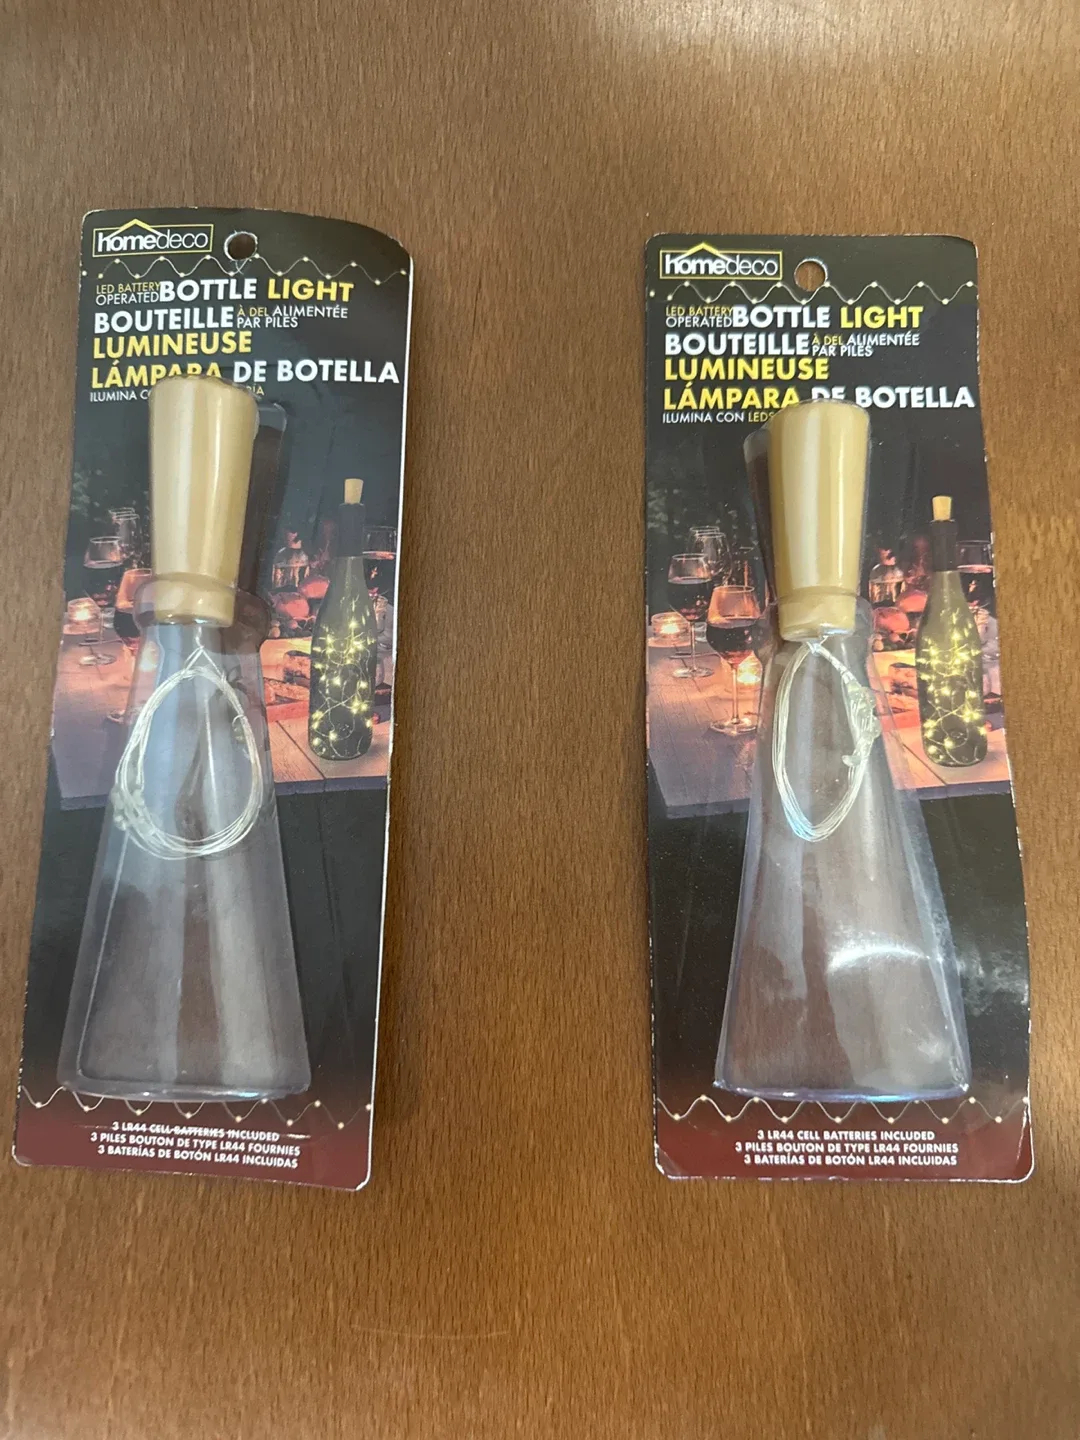 homedeco
LED BATTERY
OPERATED BOTTLE LIGHT
BOUTEILLE À DEL ALIMENTÉE
PAR PILES
LUMINEUSE
LÁMPARA DE BOTELLA
ILUMINA
3 LR44 CELL BATTERIES INCLUDED
3 PILES BOUTON DE TYPE LR44 FOURNIES
3 BATERÍAS DE BOTÓN LR44 INCLUIDAS
homedeco
LED BATTERY
OPERATED BOTTLE LIGHT
BOUTEILLE À DEL ALIMENTÉE
PAR PILES
LUMINEUSE
LÁMPARA DE BOTELLA
ILUMINA CON LEDS
3 LR44 CELL BATTERIES INCLUDED
3 PILES BOUTON DE TYPE LR44 FOURNIES
3 BATERÍAS DE BOTÓN LR44 INCLUIDAS